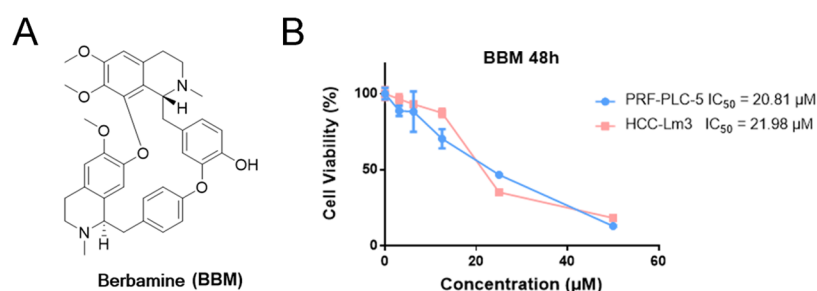 A
O
O
N
H
O
O
OH
O
N
H
Berbamine (BBM)
B
BBM 48h
Cell Viability (%)
100
50
0
0
20
40
60
Concentration (μM)
PRF-PLC-5 IC50 = 20.81 μM
HCC-Lm3 IC50 = 21.98 μM